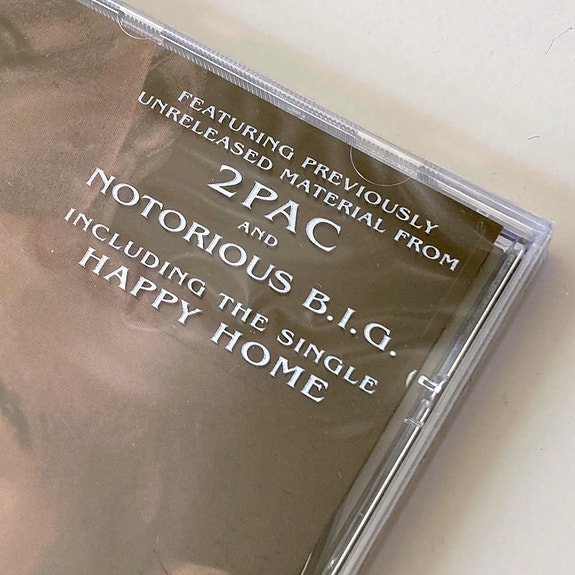 FEATURING PREVIOUSLY
UNRELEASED MATERIAL FROM
2PAC
AND
NOTORIOUS B.I.G.
INCLUDING THE SINGLE
HAPPY HOME